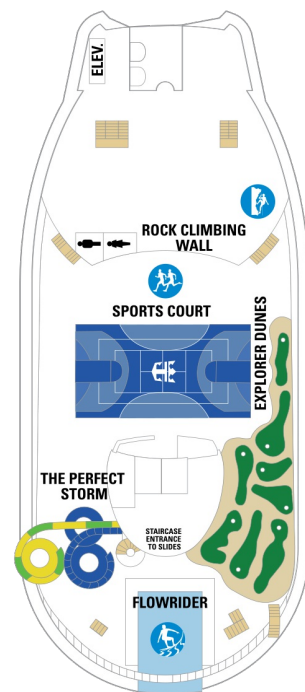 ELEV.
ROCK CLIMBING
WALL
SPORTS COURT
EXPLORER DUNES
THE PERFECT
STORM
STAIRCASE
ENTRANCE
TO SLIDES
FLOWRIDER